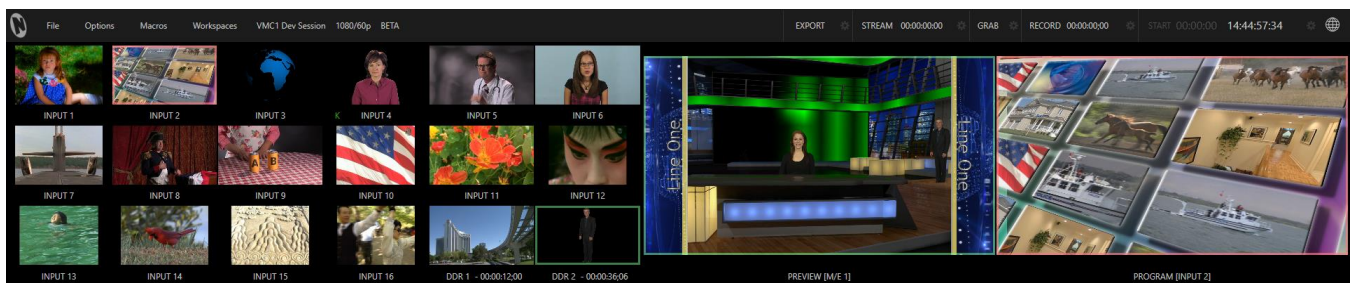 File Options Macros Workspaces VMC1 Dev Session 1080/60p BETA EXPORT STREAM 00:00:00:00 GRAB RECORD 00:00:00;00 START 00:00:00 14:44:57:34
INPUT 1 INPUT 2 INPUT 3 K INPUT 4 INPUT 5 INPUT 6
A B
Line One
Line One
INPUT 7 INPUT 8 INPUT 9 INPUT 10 INPUT 11 INPUT 12
INPUT 13 INPUT 14 INPUT 15 INPUT 16 DDR 1 - 00:00:12;00 DDR 2 - 00:00:36;06 PREVIEW [M/E 1] PROGRAM [INPUT 2]